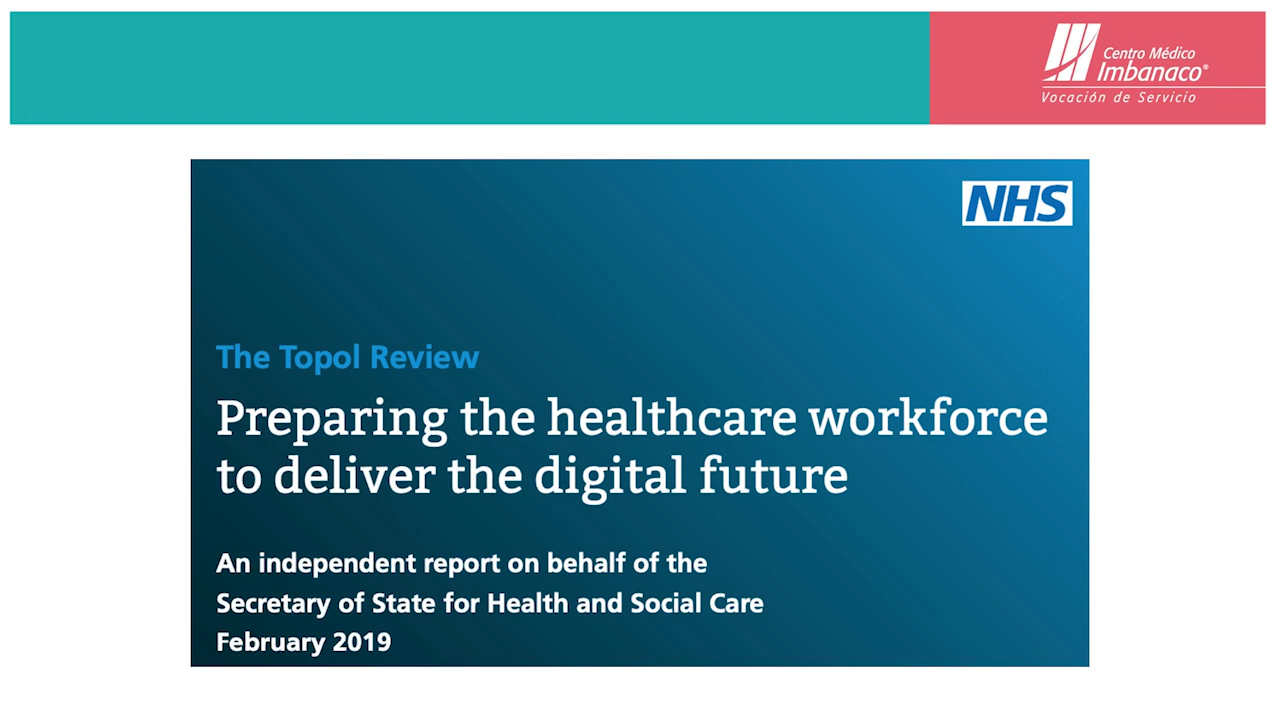 Centro Médico
Imbanaco®
Vocación de Servicio
NHS
The Topol Review
Preparing the healthcare workforce
to deliver the digital future
An independent report on behalf of the
Secretary of State for Health and Social Care
February 2019